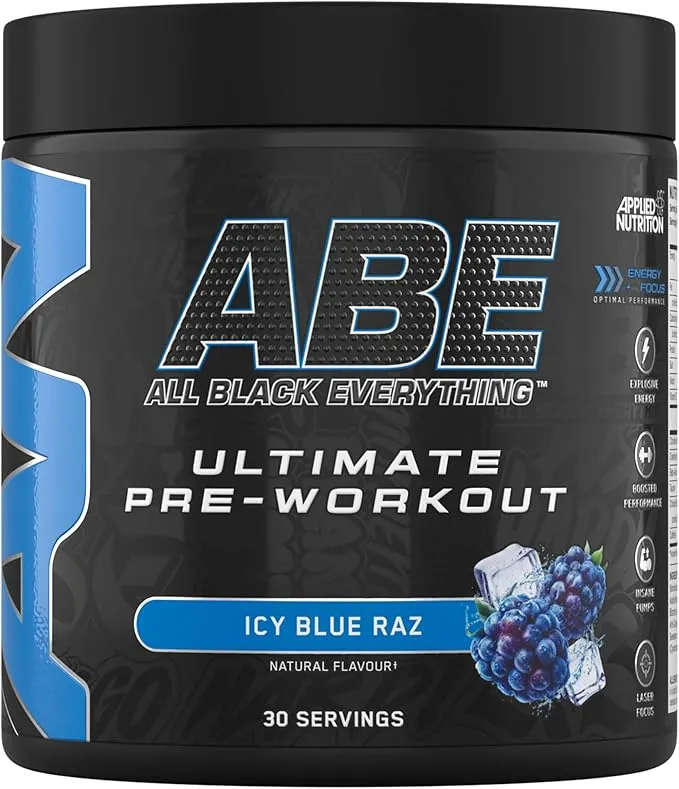 ABE
ALL BLACK EVERYTHING™
ULTIMATE
PRE-WORKOUT
ICY BLUE RAZ
NATURAL FLAVOUR†
30 SERVINGS
APPLIED
NUTRITION
ENERGY
+ FOCUS
OPTIMAL PERFORMANCE
EXPLOSIVE
ENERGY
BOOSTED
PERFORMANCE
INSANE
PUMPS
LASER
FOCUS